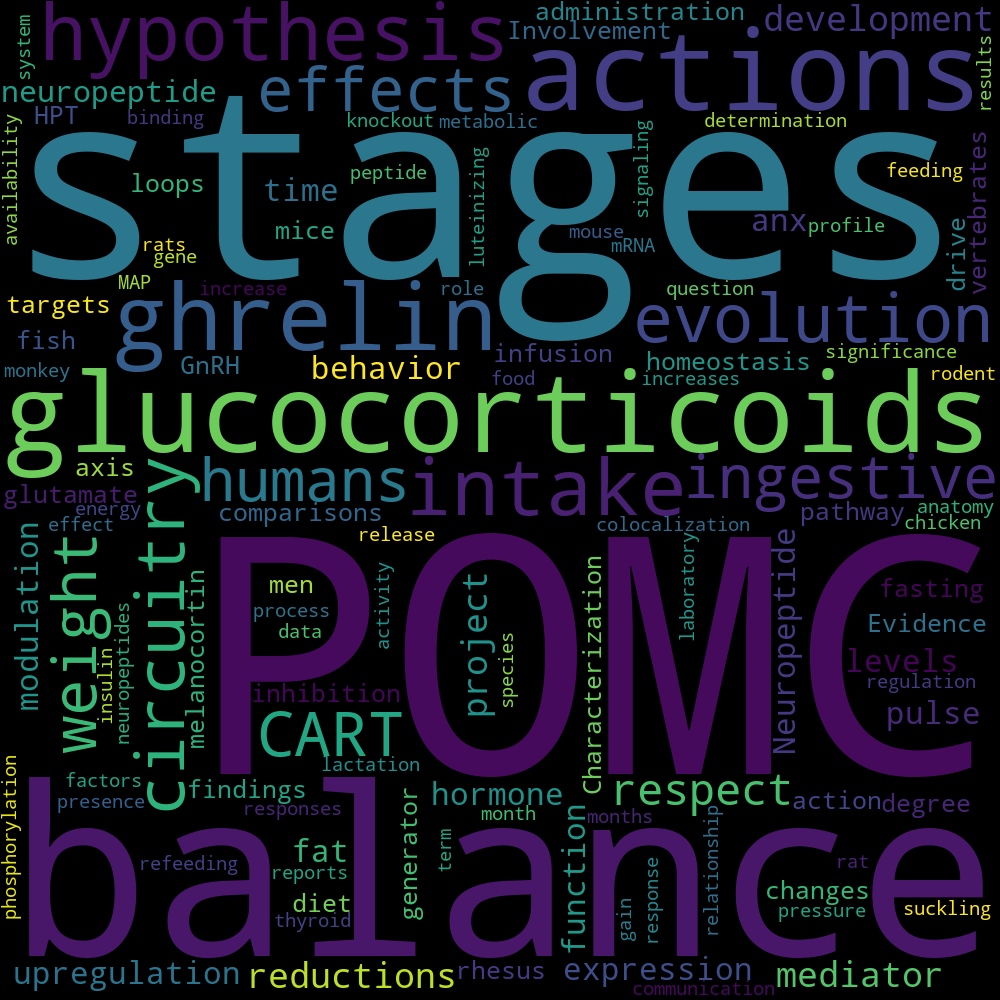 system
hypothesis
administration
Involvement
development
neuropeptide
effects
actions
results
HPT
binding
knockout
metabolic
determination
availability
stages
loops
time
peptide
luteinizing
signaling
feeding
mice
rats
gene
mouse
mRNA
anx
profile
drive
vertebrates
MAP
increase
role
question
targets
ghrelin
evolution
fish
monkey
GnRH
behavior
infusion
food
homeostasis
increases
significance
rodent
glucocorticoids
axis
glutamate
energy
effect
circuitry
humans
comparisons
intake
ingestive
release
colocalization
pathway
anatomy
chicken
modulation
weight
insulin
neuropeptides
melanocortin
POMC
men
process
data
activity
project
species
Characterization
laboratory
Neuropeptide
fasting
Evidence
levels
regulation
pulse
inhibition
CART
lactation
phosphorylation
factors
presence
findings
responses
hormone
month
generator
respect
months
action
degree
balance
refeeding
fat
reports
diet
thyroid
term
function
gain
response
relationship
rat
changes
pressure
suckling
upregulation
reductions
rhesus
expression
communication
mediator